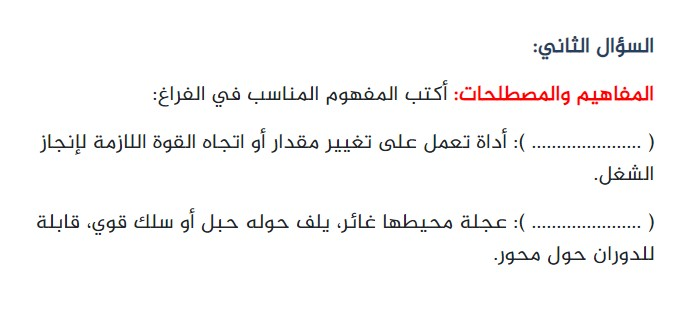 السؤال الثاني:
المفاهيم والمصطلحات: أكتب المفهوم المناسب في الفراغ:
( ...................... ): أداة تعمل على تغيير مقدار أو اتجاه القوة اللازمة لإنجاز
الشغل.
( ...................... ): عجلة محيطها غائر، يلف حوله حبل أو سلك قوي، قابلة
للدوران حول محور.